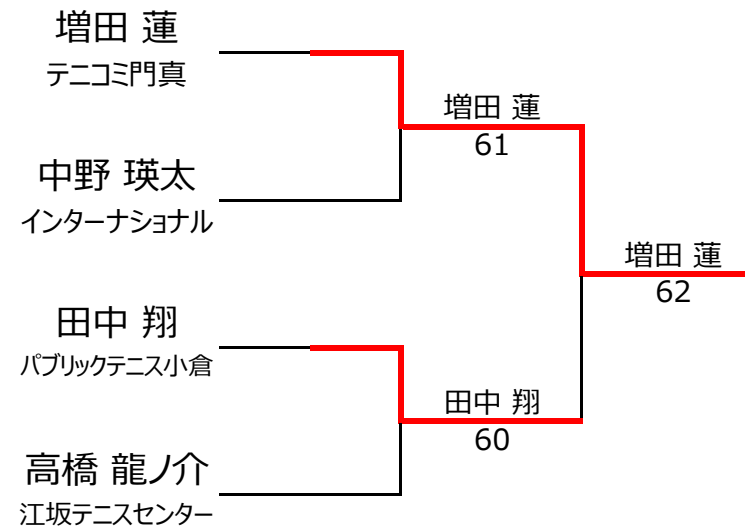 増田 蓮
テニコミ門真
中野 瑛太
インターナショナル
田中 翔
パブリックテニス小倉
高橋 龍ノ介
江坂テニスセンター
増田 蓮
61
田中 翔
60
増田 蓮
62